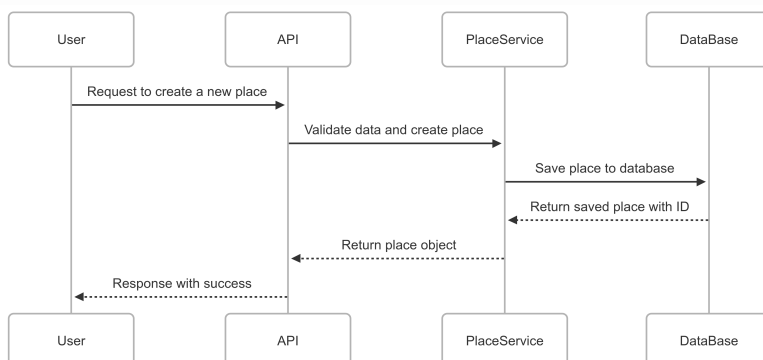 User
API
PlaceService
DataBase
Request to create a new place
Validate data and create place
Save place to database
Return saved place with ID
Return place object
Response with success
User
API
PlaceService
DataBase